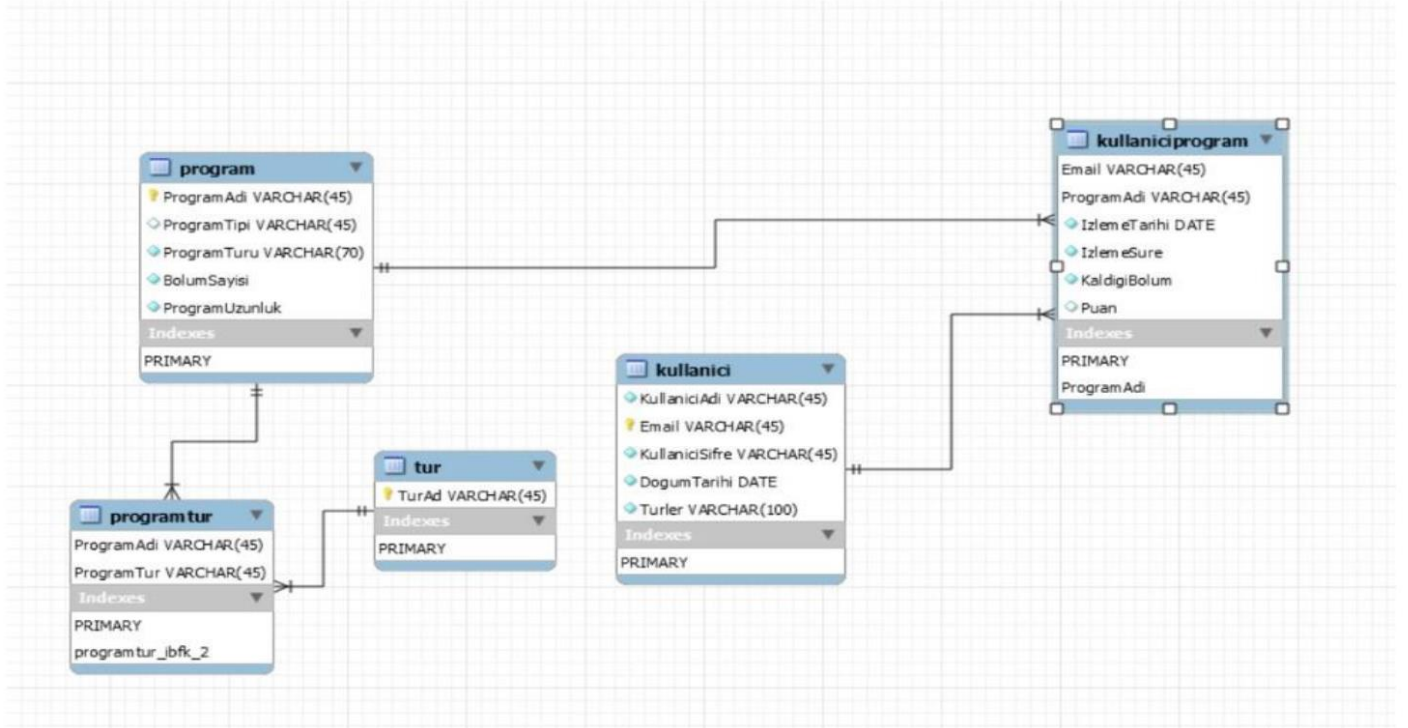 program
ProgramAdi VARCHAR(45)
ProgramTipi VARCHAR(45)
ProgramTuru VARCHAR(70)
BolumSayisi
ProgramUzunluk
Indexes
PRIMARY
kullaniciprogram
Email VARCHAR(45)
ProgramAdi VARCHAR(45)
IzlemeTarihi DATE
IzlemeSure
KaldigiBolum
Puan
Indexes
PRIMARY
ProgramAdi
kullanici
KullaniciAdi VARCHAR(45)
Email VARCHAR(45)
KullaniciSifre VARCHAR(45)
DogumTarihi DATE
Turler VARCHAR(100)
Indexes
PRIMARY
tur
TurAd VARCHAR(45)
Indexes
PRIMARY
programtur
ProgramAdi VARCHAR(45)
ProgramTur VARCHAR(45)
Indexes
PRIMARY
programtur_ibfk_2